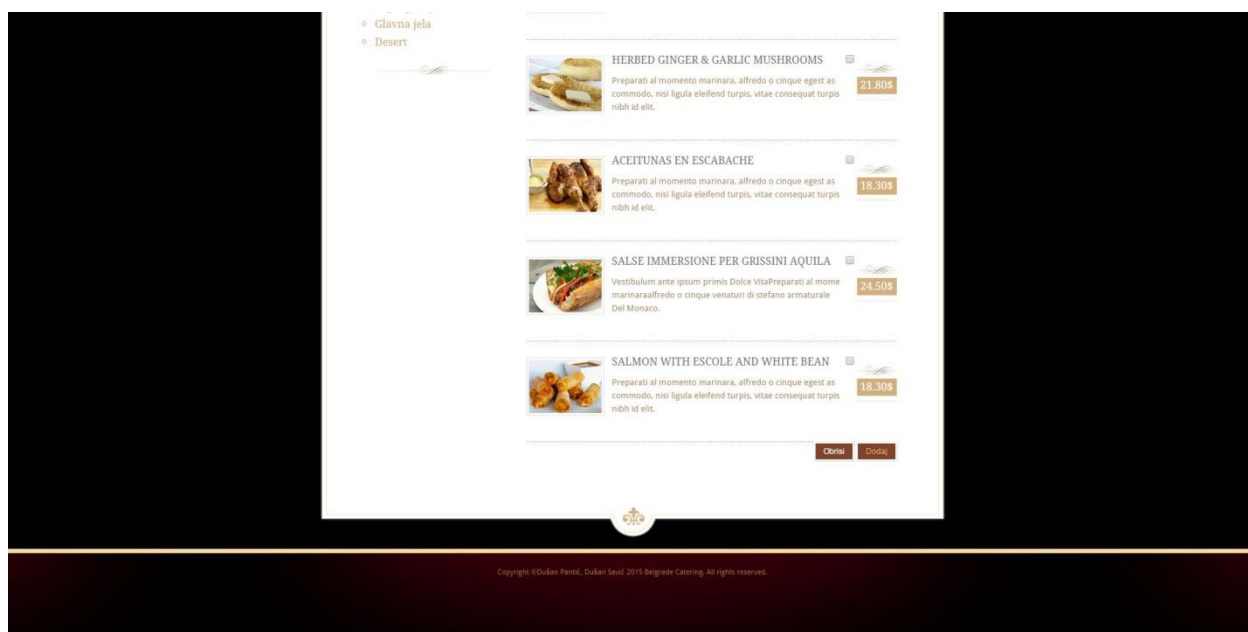 Glavna jela
Desert
HERBED GINGER & GARLIC MUSHROOMS
21.80$
Preparati al momento marinara, alfredo o cinque egest as
commodo, nisi ligula eleifend turpis, vitae consequat turpis
nibh id elit.
ACEITUNAS EN ESCABACHE
18.30$
Preparati al momento marinara, alfredo o cinque egest as
commodo, nisi ligula eleifend turpis, vitae consequat turpis
nibh id elit.
SALSE IMMERSIONE PER GRISSINI AQUILA
24.50$
Vestibulum ante ipsum primis Dolce VitaPreparati al mome
marinaraalfredo o cinque venaturi di stefano armaturale
Del Monaco.
SALMON WITH ESCOLE AND WHITE BEAN
18.30$
Preparati al momento marinara, alfredo o cinque egest as
commodo, nisi ligula eleifend turpis, vitae consequat turpis
nibh id elit.
Obrisi Dodaj
Copyright ©Dušan Pantić, Dušan Savić 2015 Belgrade Catering, All rights reserved.